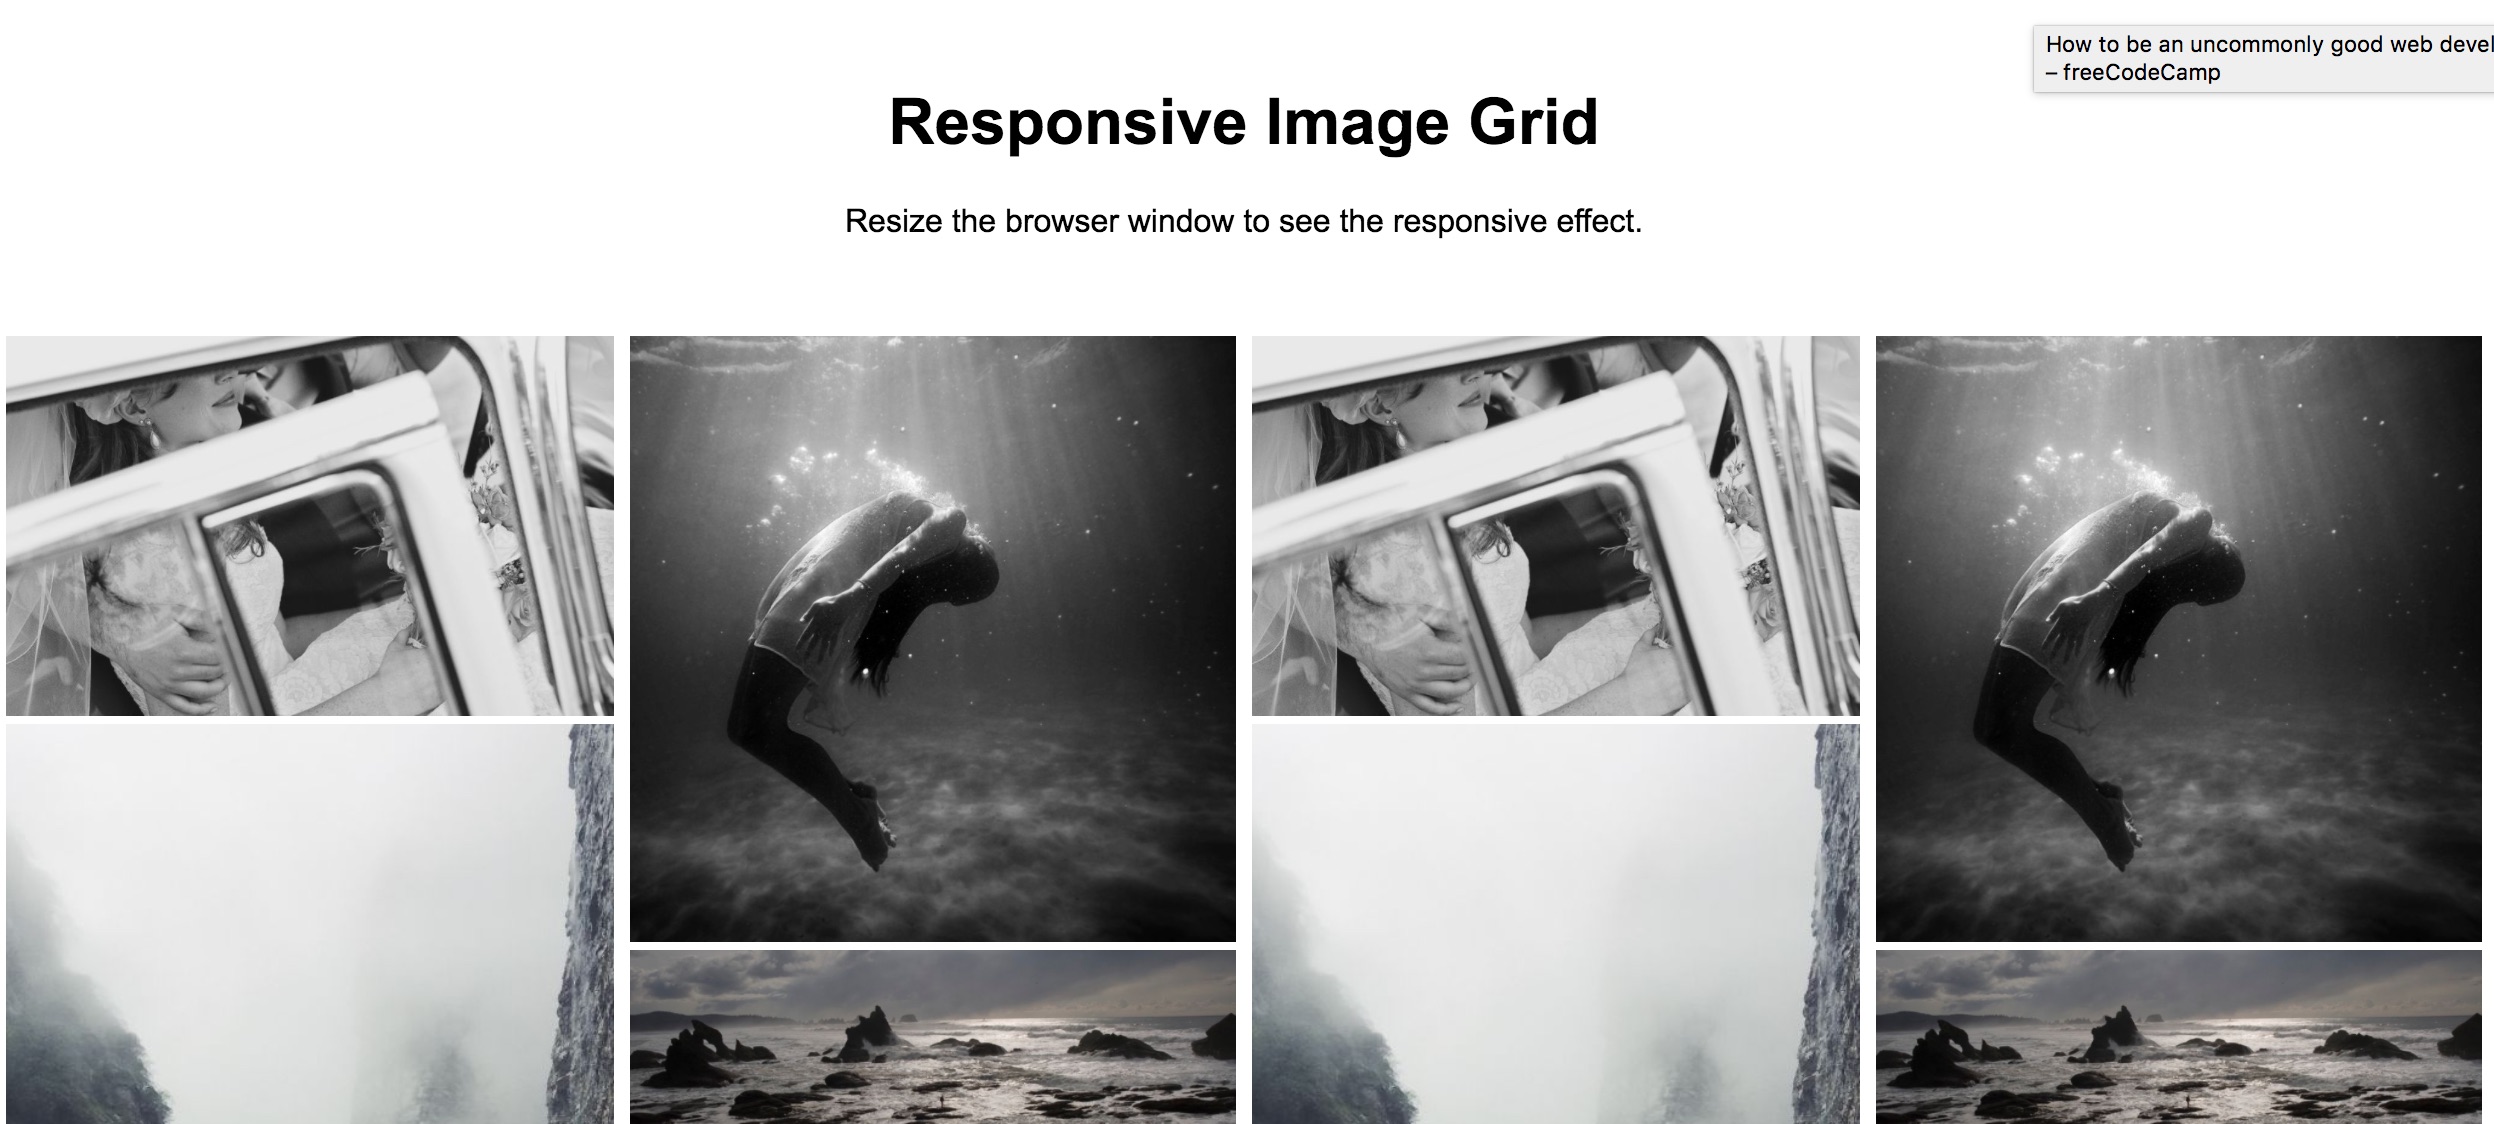 How to be an uncommonly good web
– freeCodeCamp
Responsive Image Grid
Resize the browser window to see the responsive effect.